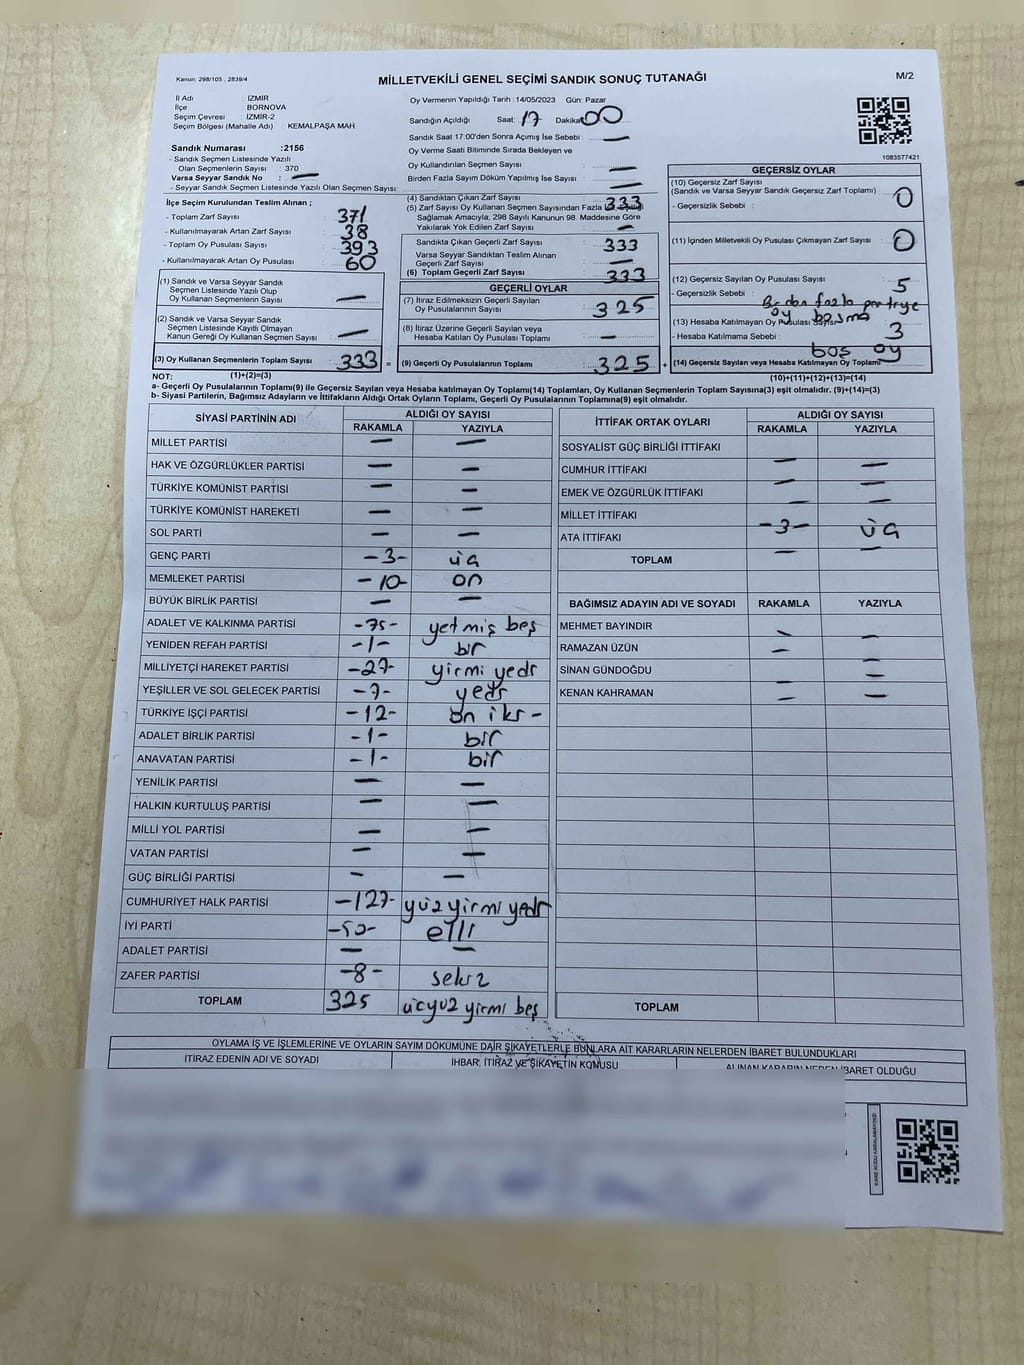 Kanun: 298/105 , 2839/4
MİLLETVEKİLİ GENEL SEÇİMİ SANDIK SONUÇ TUTANAĞI
M/2
İl Adı : İZMİR
İlçe : BORNOVA
Seçim Çevresi : İZMİR-2
Seçim Bölgesi (Mahalle Adı) : KEMALPAŞA MAH
Sandık Numarası :2156
- Sandık Seçmen Listesinde Yazılı
Olan Seçmenlerin Sayısı : 370
Varsa Seyyar Sandık No : —
- Seyyar Sandık Seçmen Listesinde Yazılı Olan Seçmen Sayısı:
Oy Vermenin Yapıldığı Tarih :14/05/2023 Gün: Pazar
Sandığın Açıldığı Saat: 17 Dakika: 00
Sandık Saat 17:00'den Sonra Açımış İse Sebebi : —
Oy Verme Saati Bitiminde Sırada Bekleyen ve
Oy Kullandırılan Seçmen Sayısı —
Birden Fazla Sayım Döküm Yapılmış İse Sayısı : —
İlçe Seçim Kurulundan Teslim Alınan ;
- Toplam Zarf Sayısı 371
- Kullanılmayarak Artan Zarf Sayısı 38
- Toplam Oy Pusulası Sayısı 393
- Kullanılmayarak Artan Oy Pusulası 60
(1) Sandık ve Varsa Seyyar Sandık
Seçmen Listesinde Yazılı Olup
Oy Kullanan Seçmenlerin Sayısı —
(2) Sandık ve Varsa Seyyar Sandık
Seçmen Listesinde Kayıtlı Olmayan
Kanun Gereği Oy Kullanan Seçmen Sayısı —
(3) Oy Kullanan Seçmenlerin Toplam Sayısı 333 =
(4) Sandıktan Çıkan Zarf Sayısı 333
(5) Zarf Sayısı Oy Kullanan Seçmen Sayısından Fazla
Sağlamak Amacıyla, 298 Sayılı Kanunun 98. Maddesine Göre
Yakılarak Yok Edilen Zarf Sayısı —
Sandıkta Çıkan Geçerli Zarf Sayısı 333
Varsa Seyyar Sandıktan Teslim Alınan
Geçerli Zarf Sayısı —
(6) Toplam Geçerli Zarf Sayısı 333
GEÇERLİ OYLAR
(7) İtiraz Edilmeksizin Geçerli Sayılan
Oy Pusulası Sayısı 325
(8) İtiraz Üzerine Geçerli Sayılan veya
Hesaba Katılan Oy Pusulası Toplamı —
(9) Geçerli Oy Pusulalarının Toplamı 325 +
1083577421
GEÇERSİZ OYLAR
(10) Geçersiz Zarf Sayısı
(Sandık ve Varsa Seyyar Sandık Geçersiz Zarf Toplamı) : 0
- Geçersizlik Sebebi :
(11) İçinden Milletvekili Oy Pusulası Çıkmayan Zarf Sayısı 0
(12) Geçersiz Sayılan Oy Pusulası Sayısı 5
- Geçersizlik Sebebi : Birden fazla partiye
oy basma
(13) Hesaba Katılmayan Oy Pusulası Sayısı 3
- Hesaba Katılmama Sebebi : boş oy
(14) Geçersiz Sayılan veya Hesaba Katılmayan Oy Toplamı
NOT: (1)+(2)=(3) (10)+(11)+(12)+(13)=(14)
a- Geçerli Oy Pusulalarının Toplamı(9) ile Geçersiz Sayılan veya Hesaba katılmayan Oy Toplamı(14) Toplamları, Oy Kullanan Seçmenlerin Toplam Sayısına(3) eşit olmalıdır. (9)+(14)=(3)
b- Siyasi Partilerin, Bağımsız Adayların ve İttifakların Aldığı Ortak Oyların Toplamı, Geçerli Oy Pusulalarının Toplamına(9) eşit olmalıdır.
SİYASİ PARTİNİN ADI ALDIĞI OY SAYISI
RAKAMLA YAZIYLA
MİLLET PARTİSİ — —
HAK VE ÖZGÜRLÜKLER PARTİSİ — —
TÜRKİYE KOMÜNİST PARTİSİ — —
TÜRKİYE KOMÜNİST HAREKETİ — —
SOL PARTİ — —
GENÇ PARTİ -3- üç
MEMLEKET PARTİSİ -10- on
BÜYÜK BİRLİK PARTİSİ — —
ADALET VE KALKINMA PARTİSİ -75- yetmiş beş
YENİDEN REFAH PARTİSİ -1- bir
MİLLİYETÇİ HAREKET PARTİSİ -27- yirmi yedi
YEŞİLLER VE SOL GELECEK PARTİSİ -7- yedi
TÜRKİYE İŞÇİ PARTİSİ -12- on iki -
ADALET BİRLİK PARTİSİ -1- bir
ANAVATAN PARTİSİ -1- bir
YENİLİK PARTİSİ — —
HALKIN KURTULUŞ PARTİSİ — —
MİLLİ YOL PARTİSİ — —
VATAN PARTİSİ — —
GÜÇ BİRLİĞİ PARTİSİ — —
CUMHURİYET HALK PARTİSİ -127- yüz yirmi yedi
İYİ PARTİ -50- elli
ADALET PARTİSİ — —
ZAFER PARTİSİ -8- sekiz
TOPLAM 325 üçyüz yirmi beş
İTTİFAK ORTAK OYLARI ALDIĞI OY SAYISI
RAKAMLA YAZIYLA
SOSYALİST GÜÇ BİRLİĞİ İTTİFAKI — —
CUMHUR İTTİFAKI — —
EMEK VE ÖZGÜRLÜK İTTİFAKI — —
MİLLET İTTİFAKI -3- üç
ATA İTTİFAKI — —
TOPLAM
BAĞIMSIZ ADAYIN ADI VE SOYADI RAKAMLA YAZIYLA
MEHMET BAYINDIR — —
RAMAZAN ÜZÜN — —
SİNAN GÜNDOĞDU — —
KENAN KAHRAMAN — —
TOPLAM
OYLAMA İŞ VE İŞLEMLERİNE VE OYLARIN SAYIM DÖKÜMÜNE DAİR ŞİKAYETLERLE BUNLARA AİT KARARLARIN NELERDEN İBARET BULUNDUKLARI
İTİRAZ EDENİN ADI VE SOYADI İHBAR, İTİRAZ VE ŞİKAYETİN KONUSU ALINAN KARARIN NEDEN İBARET OLDUĞU
KARE KODU KARALAMAYINIZ!